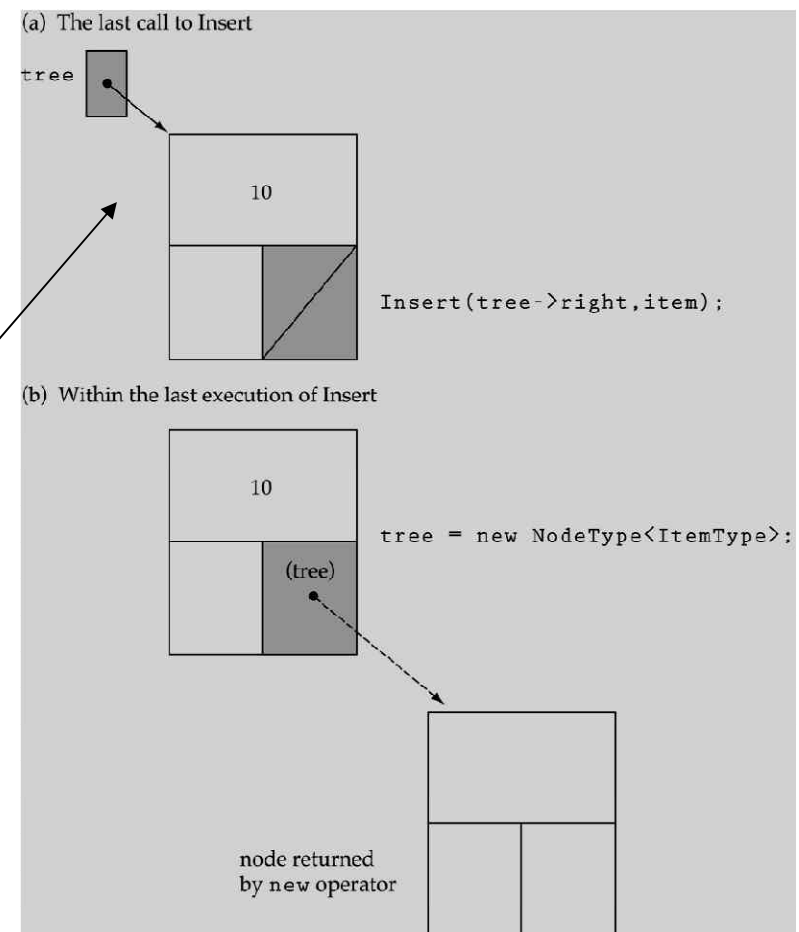 (a) The last call to Insert
tree
10
Insert(tree->right,item);
(b) Within the last execution of Insert
10
tree = new NodeType<ItemType>:
(tree)
node returned
by new operator